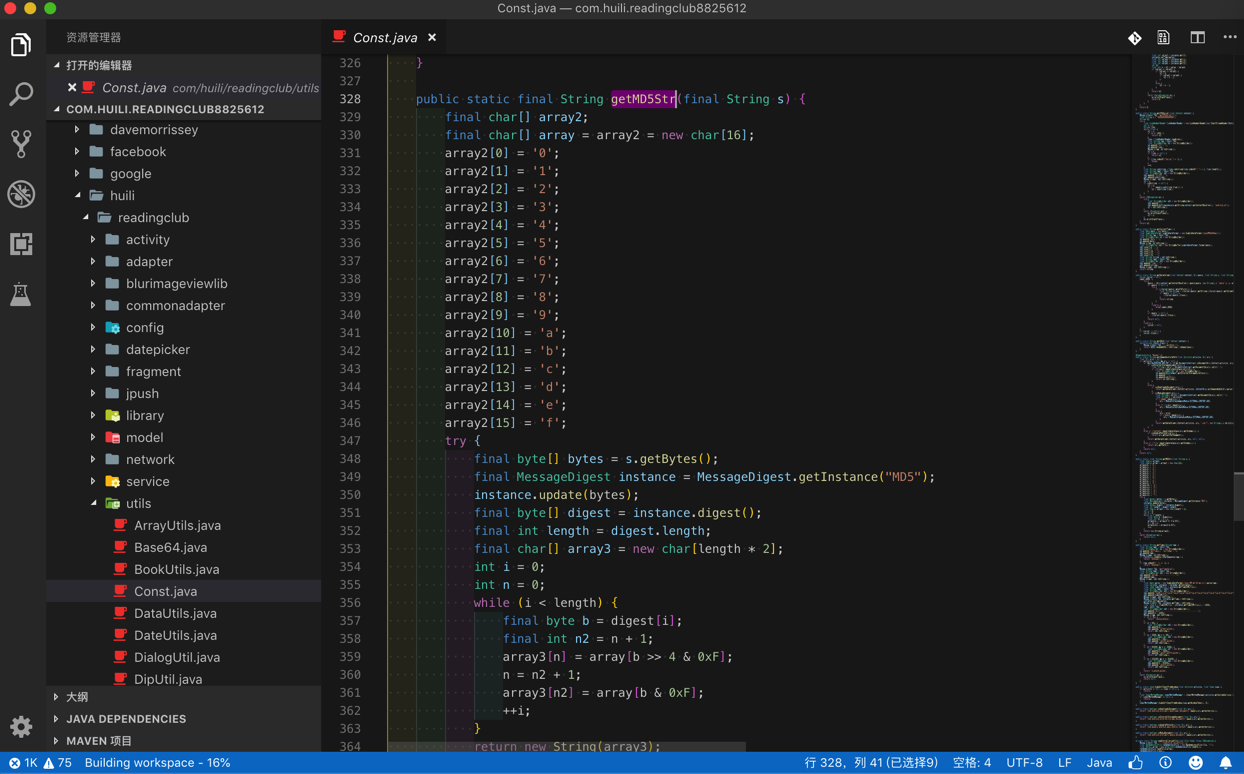 Const.java — com.huili.readingclub8825612
资源管理器
打开的编辑器
Const.java com/huili/readingclub/utils
COM.HUILI.READINGCLUB8825612
davemorrissey
facebook
google
huili
readingclub
activity
adapter
blurimageviewlib
commonadapter
config
datepicker
fragment
jpush
library
model
network
service
utils
ArrayUtils.java
Base64.java
BookUtils.java
Const.java
DataUtils.java
DateUtils.java
DialogUtil.java
DipUtil.java
大纲
JAVA DEPENDENCIES
MAVEN 项目
Const.java
326 }
327
328 public static final String getMD5Str(final String s) {
329 final char[] array2;
330 final char[] array = array2 = new char[16];
331 array2[0] = '0';
332 array2[1] = '1';
333 array2[2] = '2';
334 array2[3] = '3';
335 array2[4] = '4';
336 array2[5] = '5';
337 array2[6] = '6';
338 array2[7] = '7';
339 array2[8] = '8';
340 array2[9] = '9';
341 array2[10] = 'a';
342 array2[11] = 'b';
343 array2[12] = 'c';
344 array2[13] = 'd';
345 array2[14] = 'e';
346 array2[15] = 'f';
347 try {
348 final byte[] bytes = s.getBytes();
349 final MessageDigest instance = MessageDigest.getInstance("MD5");
350 instance.update(bytes);
351 final byte[] digest = instance.digest();
352 final int length = digest.length;
353 final char[] array3 = new char[length * 2];
354 int i = 0;
355 int n = 0;
356 while (i < length) {
357 final byte b = digest[i];
358 final int n2 = n + 1;
359 array3[n] = array[b >> 4 & 0xF];
360 n = n2 + 1;
361 array3[n2] = array[b & 0xF];
362 ++i;
363 }
364 return new String(array3);
1K 75 Building workspace - 16% 行 328，列 41 (已选择9) 空格: 4 UTF-8 LF Java